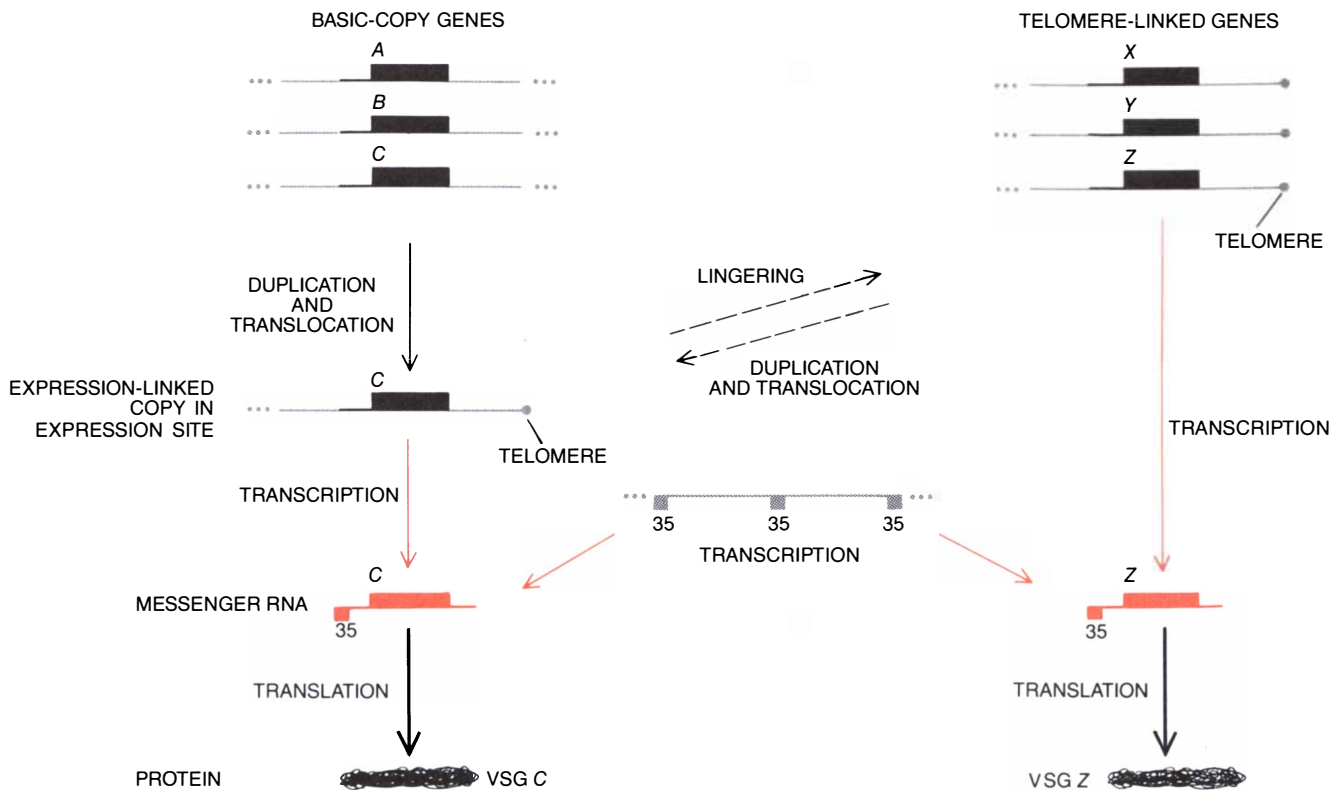 BASIC-COPY GENES
A
B
C
DUPLICATION
AND
TRANSLOCATION
EXPRESSION-LINKED
COPY IN
EXPRESSION SITE
C
TELOMERE
TRANSCRIPTION
C
MESSENGER RNA
35
TRANSLATION
PROTEIN
VSG C
LINGERING
DUPLICATION
AND TRANSLOCATION
35 35 35
TRANSCRIPTION
TELOMERE-LINKED GENES
X
Y
Z
TELOMERE
TRANSCRIPTION
Z
35
TRANSLATION
VSG Z